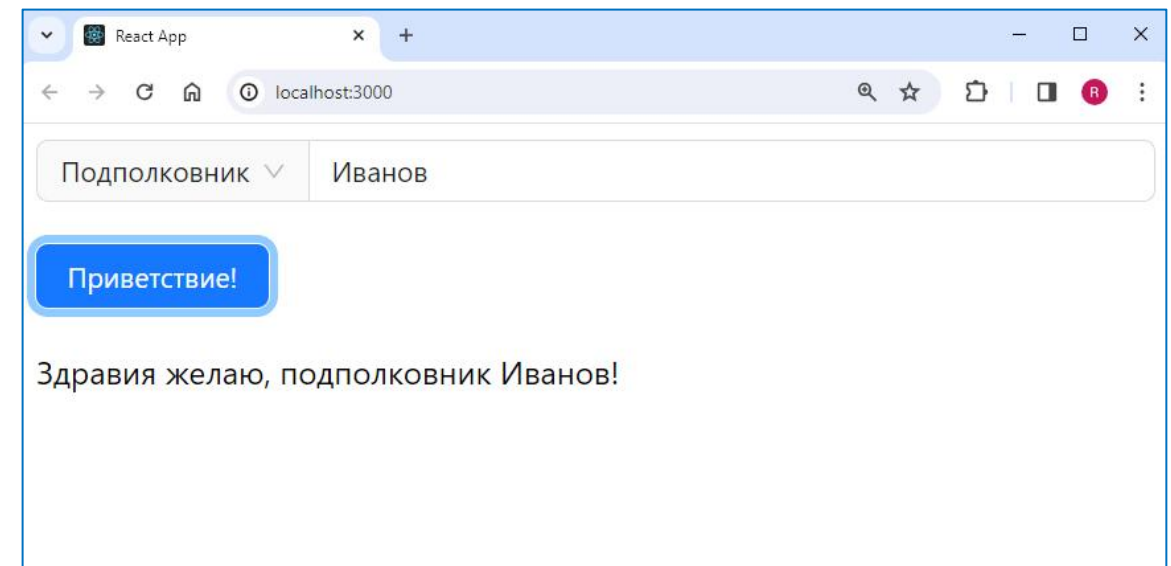 React App
localhost:3000
R
Подполковник Иванов
Приветствие!
Здравия желаю, подполковник Иванов!